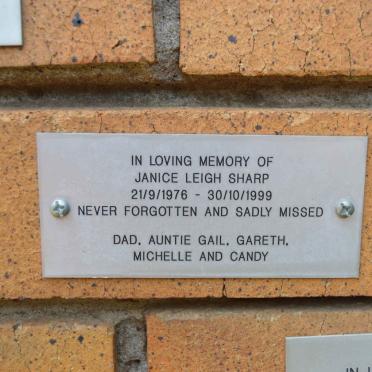 IN LOVING MEMORY OF
JANICE LEIGH SHARP
21/9/1976 - 30/10/1999
NEVER FORGOTTEN AND SADLY MISSED
DAD, AUNTIE GAIL, GARETH,
MICHELLE AND CANDY